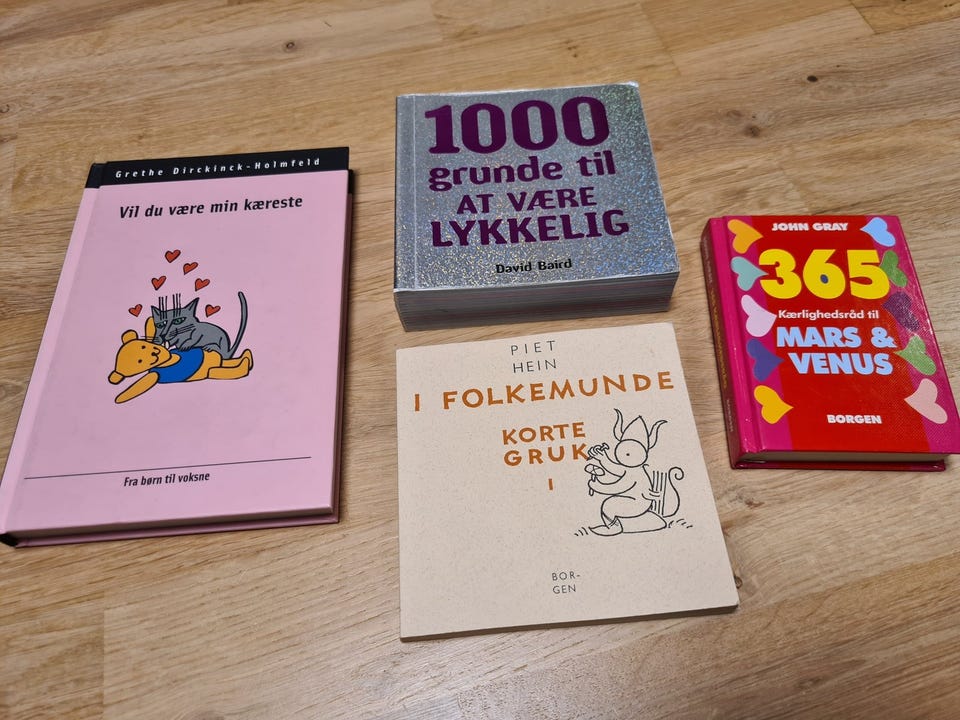 Grethe Dirckinck-Holmfeld
Vil du være min kæreste
Fra børn til voksne
1000
grunde til
AT VÆRE
LYKKELIG
David Baird
PIET
HEIN
I FOLKEMUNDE
KORTE
GRUK
I
BOR-
GEN
JOHN GRAY
365
Kærlighedsråd til
MARS &
VENUS
BORGEN